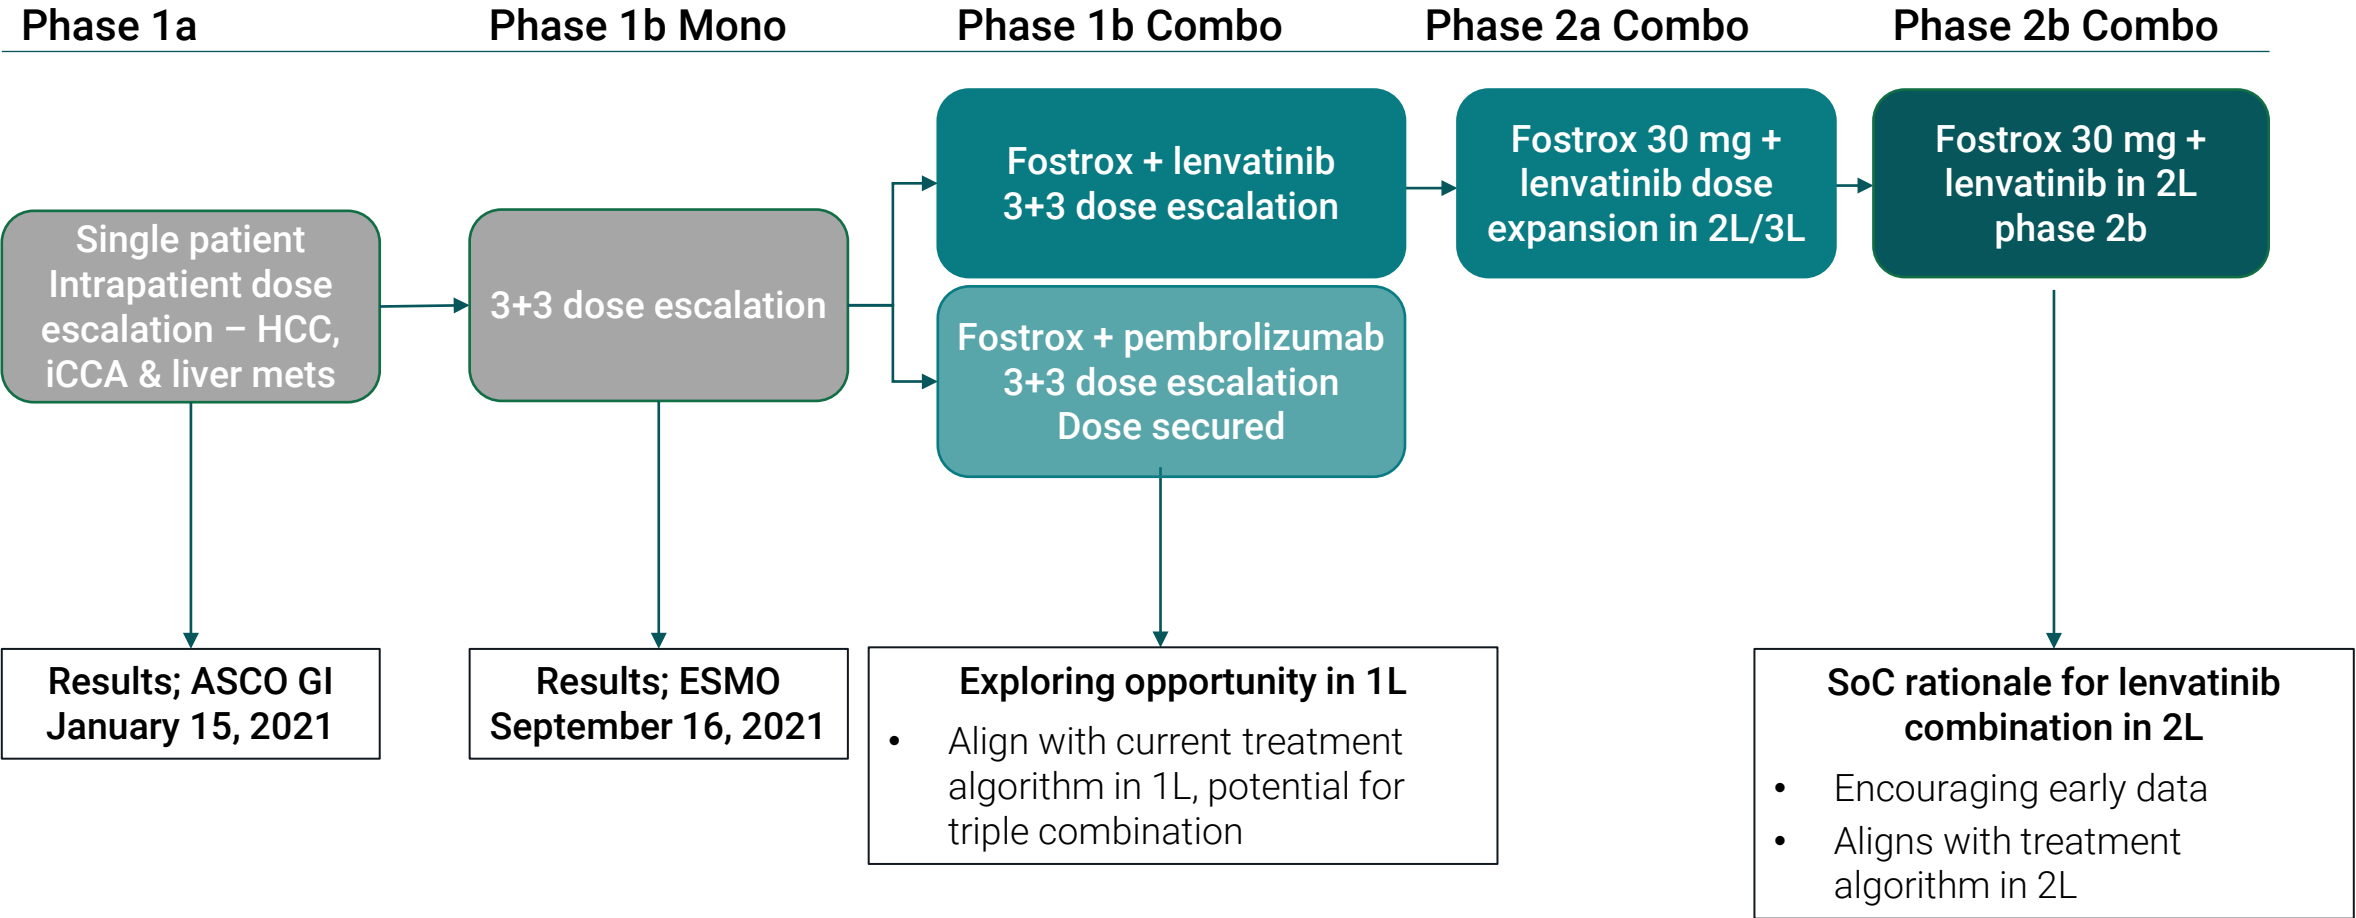 Phase 1a
Phase 1b Mono
Phase 1b Combo
Phase 2a Combo
Phase 2b Combo
Single patient
Intrapatient dose
escalation – HCC,
iCCA & liver mets
3+3 dose escalation
Fostrox + lenvatinib
3+3 dose escalation
Fostrox + pembrolizumab
3+3 dose escalation
Dose secured
Fostrox 30 mg +
lenvatinib dose
expansion in 2L/3L
Fostrox 30 mg +
lenvatinib in 2L
phase 2b
Results; ASCO GI
January 15, 2021
Results; ESMO
September 16, 2021
Exploring opportunity in 1L
• Align with current treatment
algorithm in 1L, potential for
triple combination
SoC rationale for lenvatinib
combination in 2L
• Encouraging early data
• Aligns with treatment
algorithm in 2L